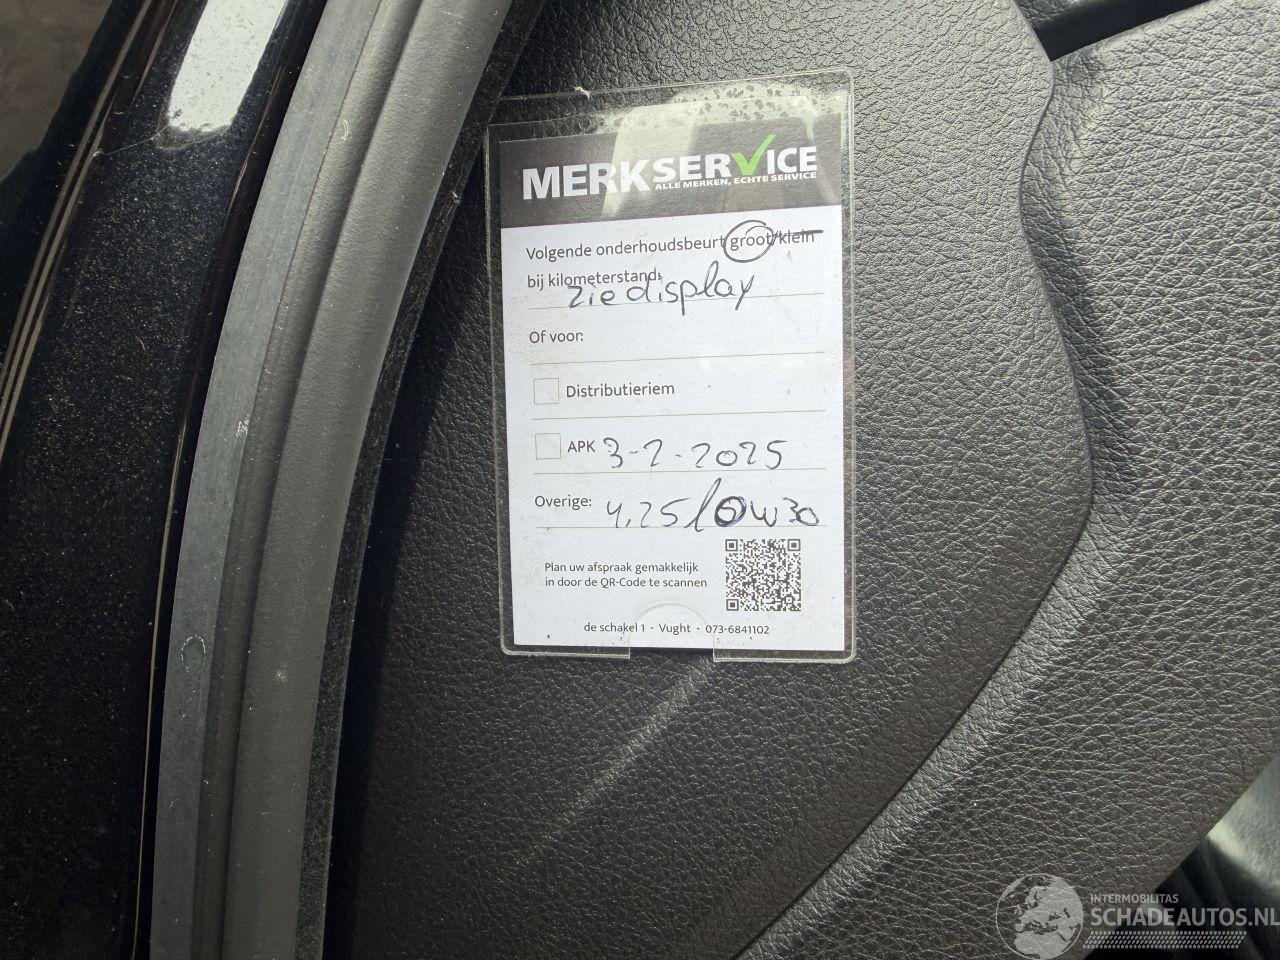 MERKSERVICE
ALLE MERKEN, ECHTE SERVICE
Volgende onderhoudsbeurt groot/klein
bij kilometerstand:
zie display
Of voor:
Distributieriem
APK 3-2-2025
Overige: 4,25 l 0W30
Plan uw afspraak gemakkelijk
in door de QR-Code te scannen
de schakel 1 - Vught - 073-6841102
INTERMOBILITAS
SCHADEAUTOS.NL